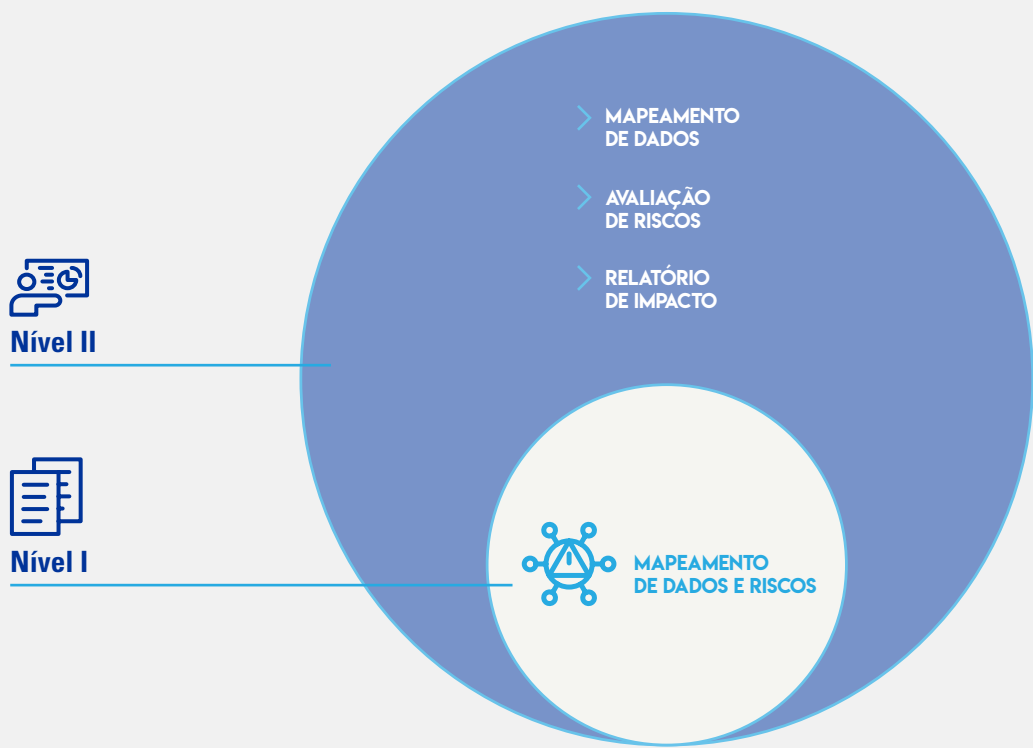 MAPEAMENTO
DE DADOS
AVALIAÇÃO
DE RISCOS
RELATÓRIO
DE IMPACTO
Nível II
Nível I
MAPEAMENTO
DE DADOS E RISCOS